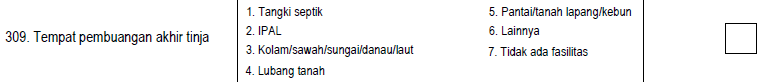 309. Tempat pembuangan akhir tinja
1. Tangki septik
2. IPAL
3. Kolam/sawah/sungai/danau/laut
4. Lubang tanah
5. Pantai/tanah lapang/kebun
6. Lainnya
7. Tidak ada fasilitas